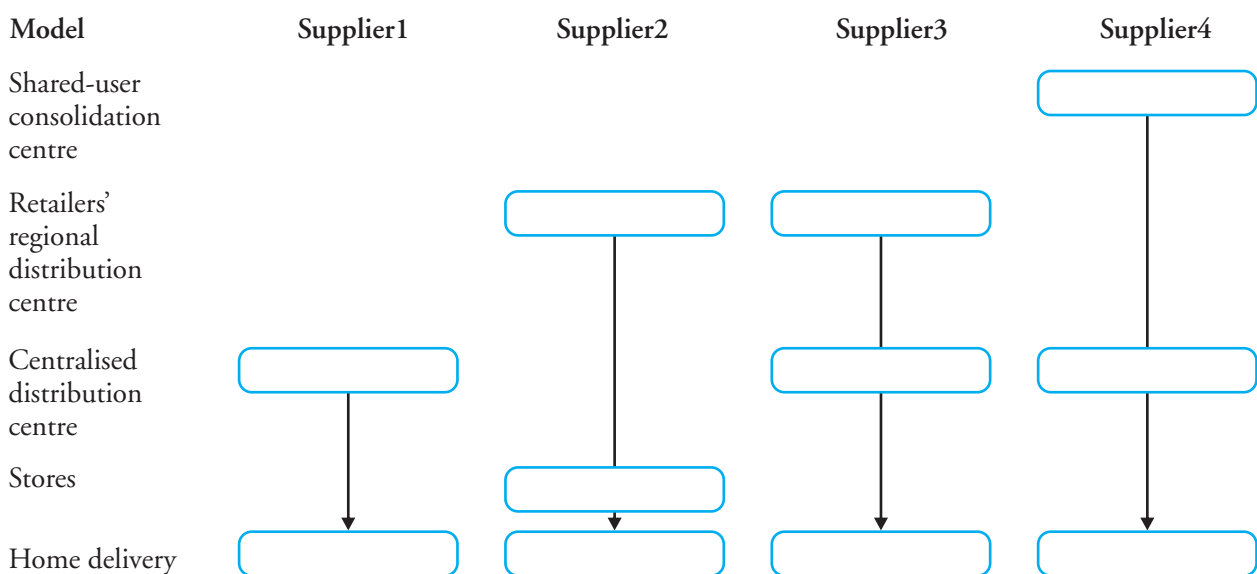 Model Supplier1 Supplier2 Supplier3 Supplier4
Shared-user
consolidation
centre
Retailers’
regional
distribution
centre
Centralised
distribution
centre
Stores
Home delivery